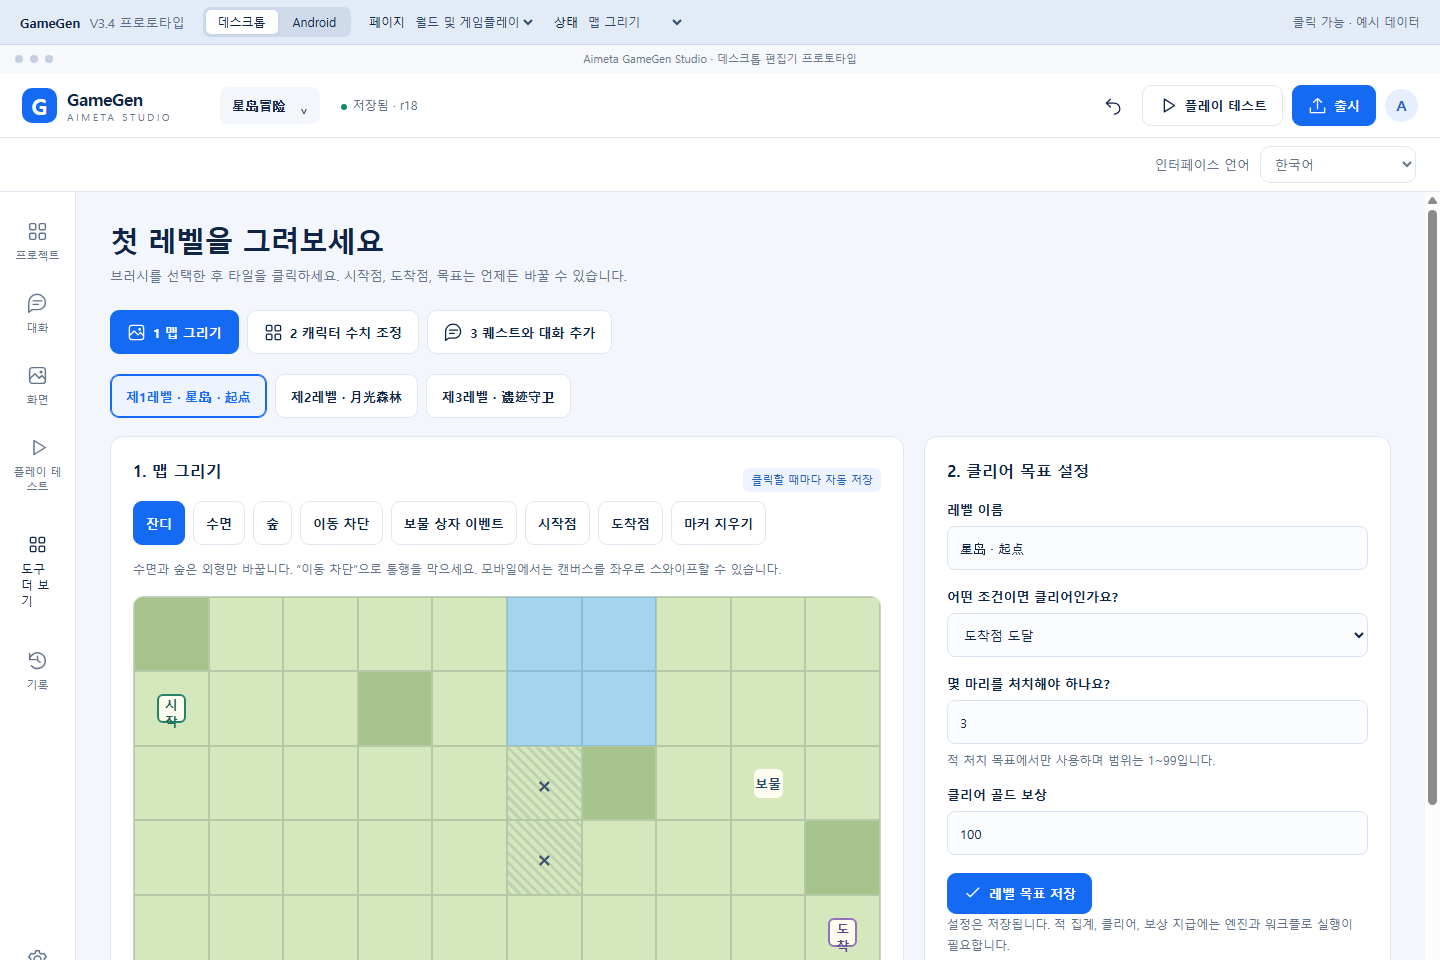 GameGen V3.4 프로토타입 데스크톱 Android 페이지 월드 및 게임플레이 상태 맵 그리기 클릭 가능 · 예시 데이터
Aimeta GameGen Studio · 데스크톱 편집기 프로토타입
G GameGen
AIMETA STUDIO
星岛冒险
저장됨 · r18
플레이 테스트
출시
A
인터페이스 언어 한국어
프로젝트
대화
화면
플레이 테
스트
도구
더 보
기
기록
첫 레벨을 그려보세요
브러시를 선택한 후 타일을 클릭하세요. 시작점, 도착점, 목표는 언제든 바꿀 수 있습니다.
1 맵 그리기
2 캐릭터 수치 조정
3 퀘스트와 대화 추가
제1레벨 · 星岛 · 起点
제2레벨 · 月光森林
제3레벨 · 遗迹守卫
1. 맵 그리기
클릭할 때마다 자동 저장
잔디 수면 숲 이동 차단 보물 상자 이벤트 시작점 도착점 마커 지우기
수면과 숲은 외형만 바꿉니다. “이동 차단”으로 통행을 막으세요. 모바일에서는 캔버스를 좌우로 스와이프할 수 있습니다.
시
작
×
보물
×
도
착
2. 클리어 목표 설정
레벨 이름
星岛 · 起点
어떤 조건이면 클리어인가요?
도착점 도달
몇 마리를 처치해야 하나요?
3
적 처치 목표에서만 사용하며 범위는 1~99입니다.
클리어 골드 보상
100
레벨 목표 저장
설정은 저장됩니다. 적 집계, 클리어, 보상 지급에는 엔진과 워크플로 실행이
필요합니다.